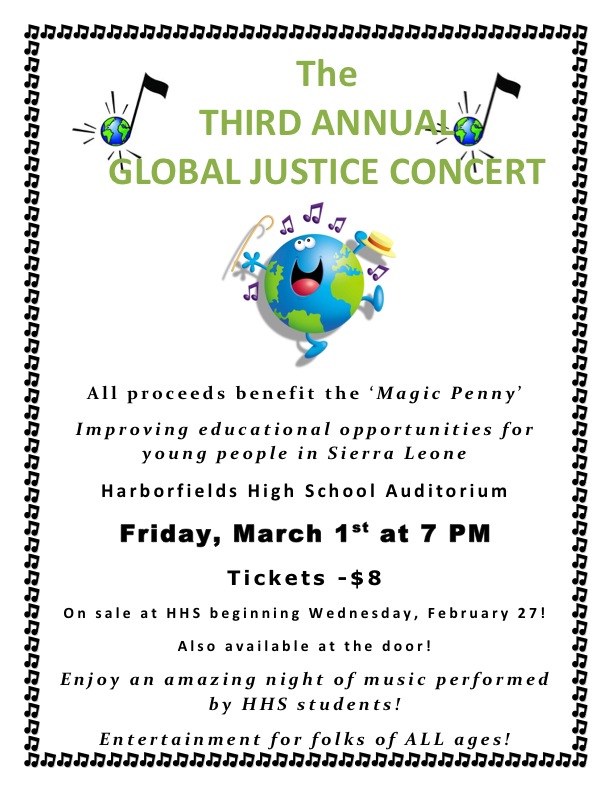 The
THIRD ANNUAL
GLOBAL JUSTICE CONCERT
All proceeds benefit the ‘Magic Penny’
Improving educational opportunities for
young people in Sierra Leone
Harborfields High School Auditorium
Friday, March 1st at 7 PM
Tickets -$8
On sale at HHS beginning Wednesday, February 27!
Also available at the door!
Enjoy an amazing night of music performed
by HHS students!
Entertainment for folks of ALL ages!